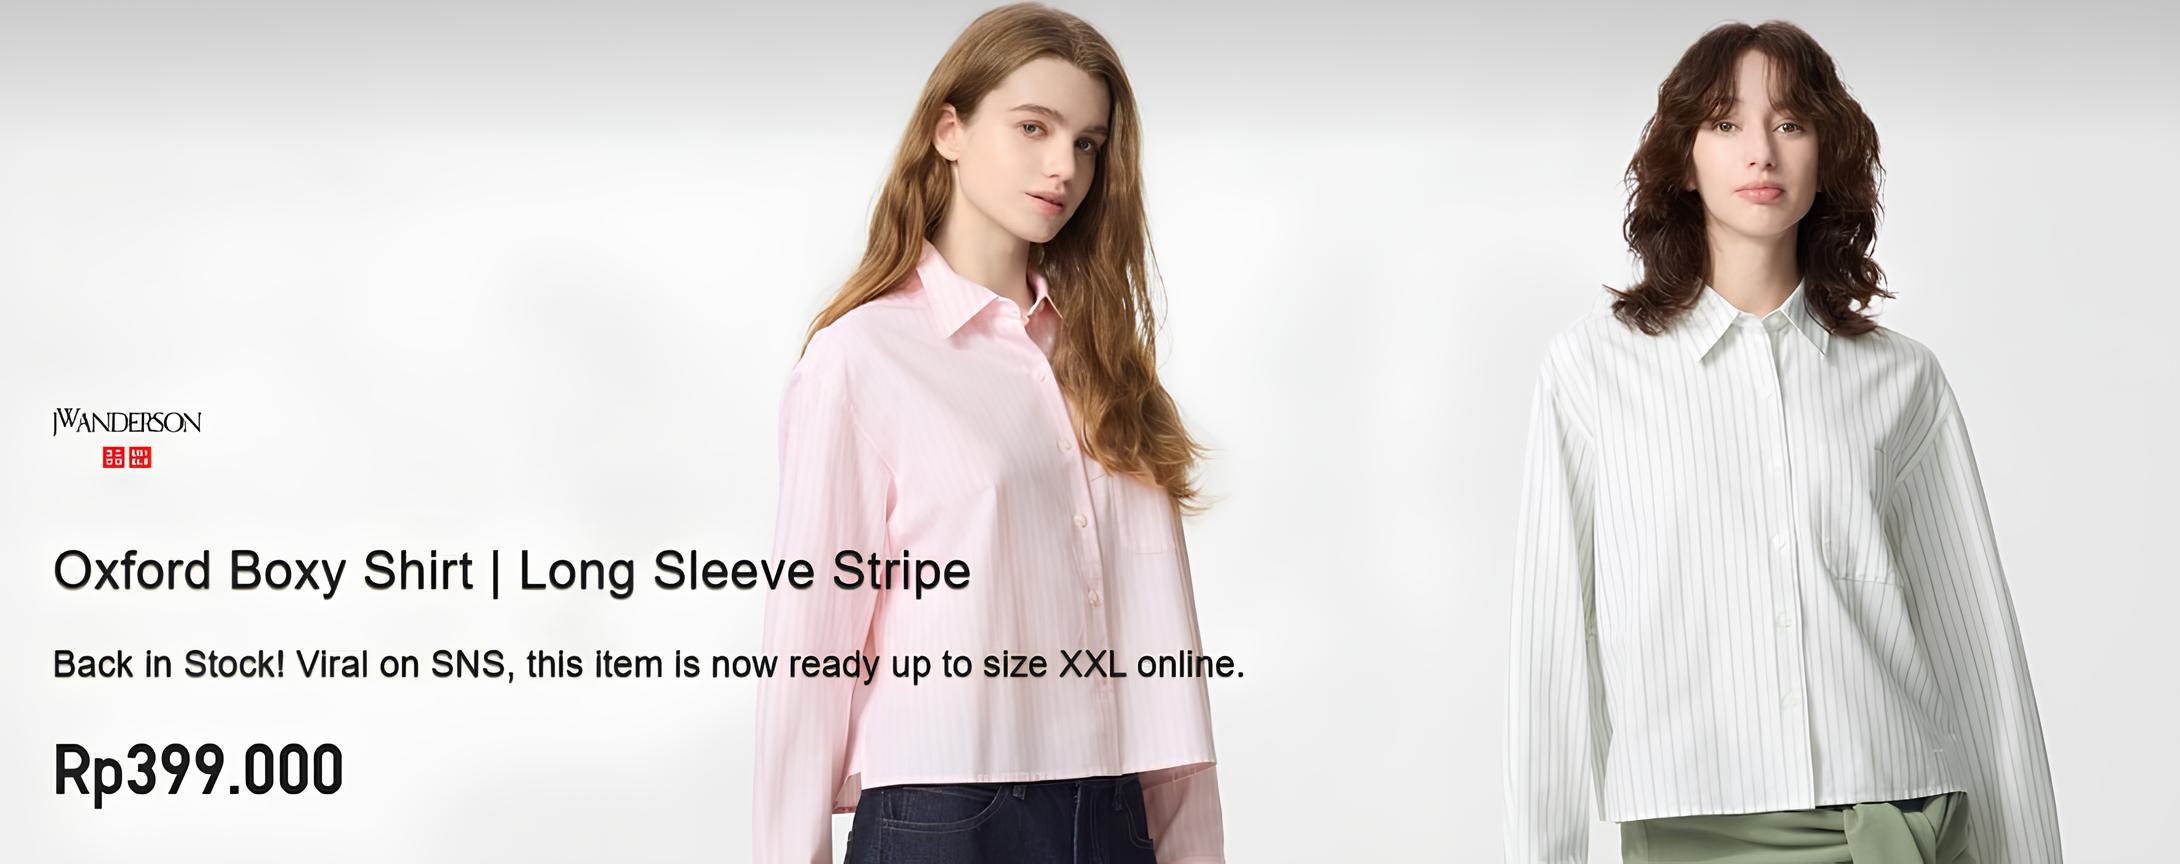 JWANDERSON
Oxford Boxy Shirt | Long Sleeve Stripe
Back in Stock! Viral on SNS, this item is now ready up to size XXL online.
Rp399.000